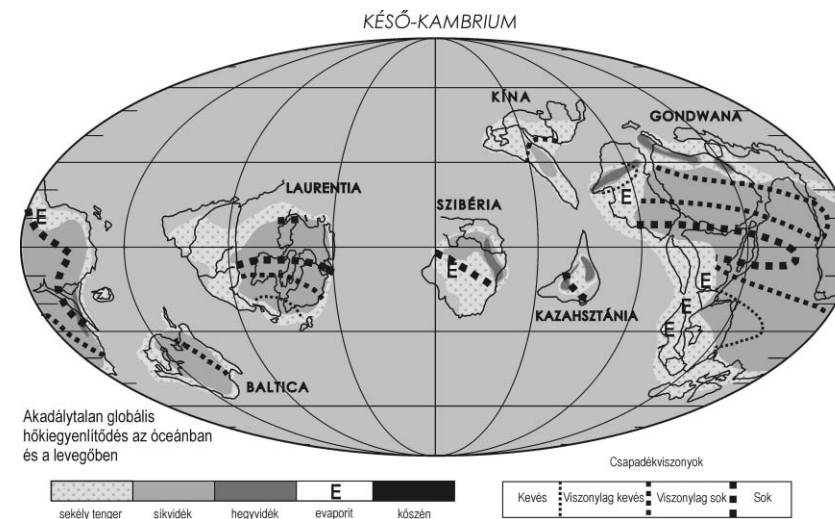 KÉSŐ-KAMBRIUM
KÍNA
GONDWANA
LAURENTIA
SZIBÉRIA
E
E
E
E
E
E
KAZAHSZTÁNIA
E
BALTICA
Akadálytalan globális
hőkiegyenlítődés az óceánban
és a levegőben
Csapadékviszonyok
E
Kevés
Viszonylag kevés
Viszonylag sok
Sok
sekély tenger
sikvidék
hegyvidék
evaporit
kőszén